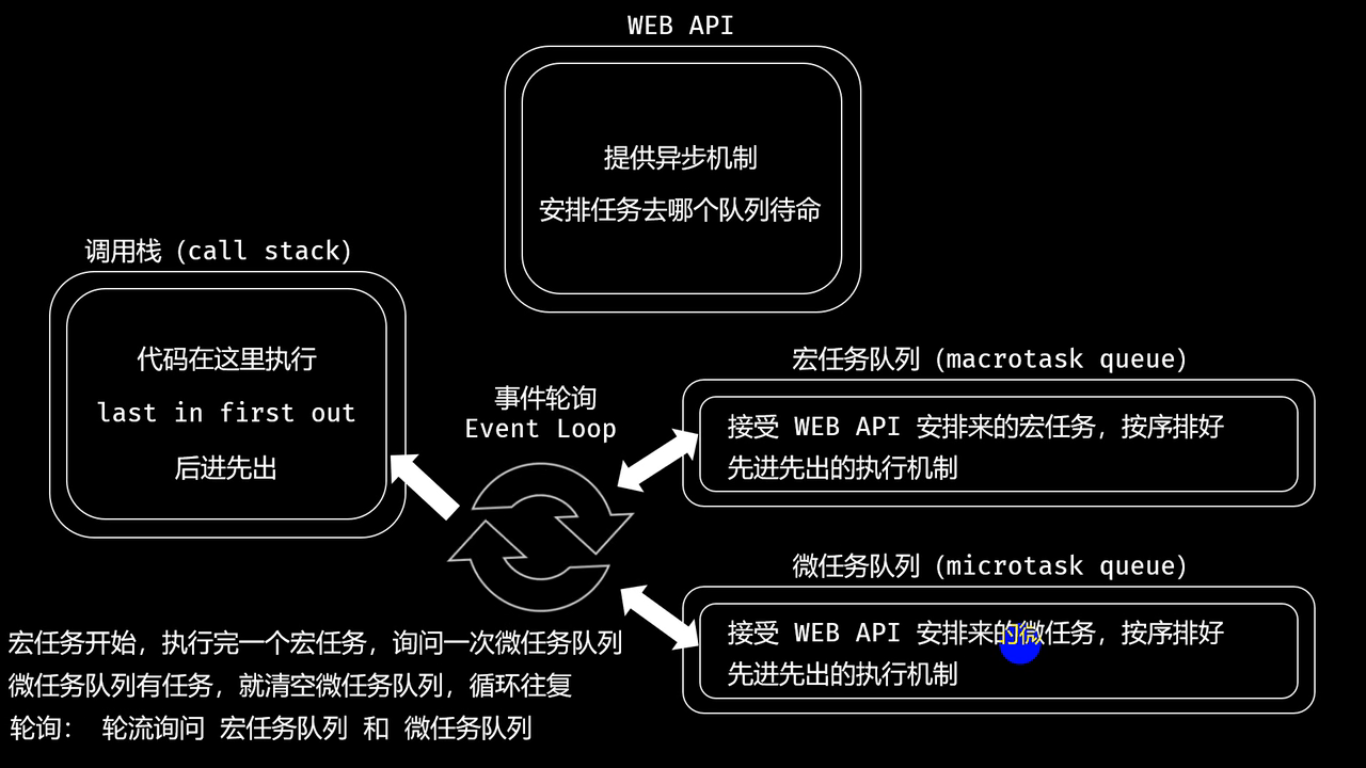 WEB API
提供异步机制
安排任务去哪个队列待命
调用栈（call stack）
代码在这里执行
last in first out
后进先出
事件轮询
Event Loop
宏任务队列（macrotask queue）
接受 WEB API 安排来的宏任务，按序排好
先进先出的执行机制
微任务队列（microtask queue）
接受 WEB API 安排来的微任务，按序排好
先进先出的执行机制
宏任务开始，执行完一个宏任务，询问一次微任务队列
微任务队列有任务，就清空微任务队列，循环往复
轮询： 轮流询问 宏任务队列 和 微任务队列